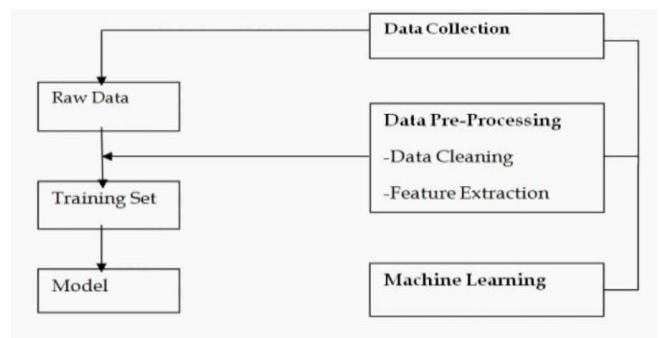 Data Collection
Raw Data
Data Pre-Processing
-Data Cleaning
-Feature Extraction
Training Set
Model
Machine Learning